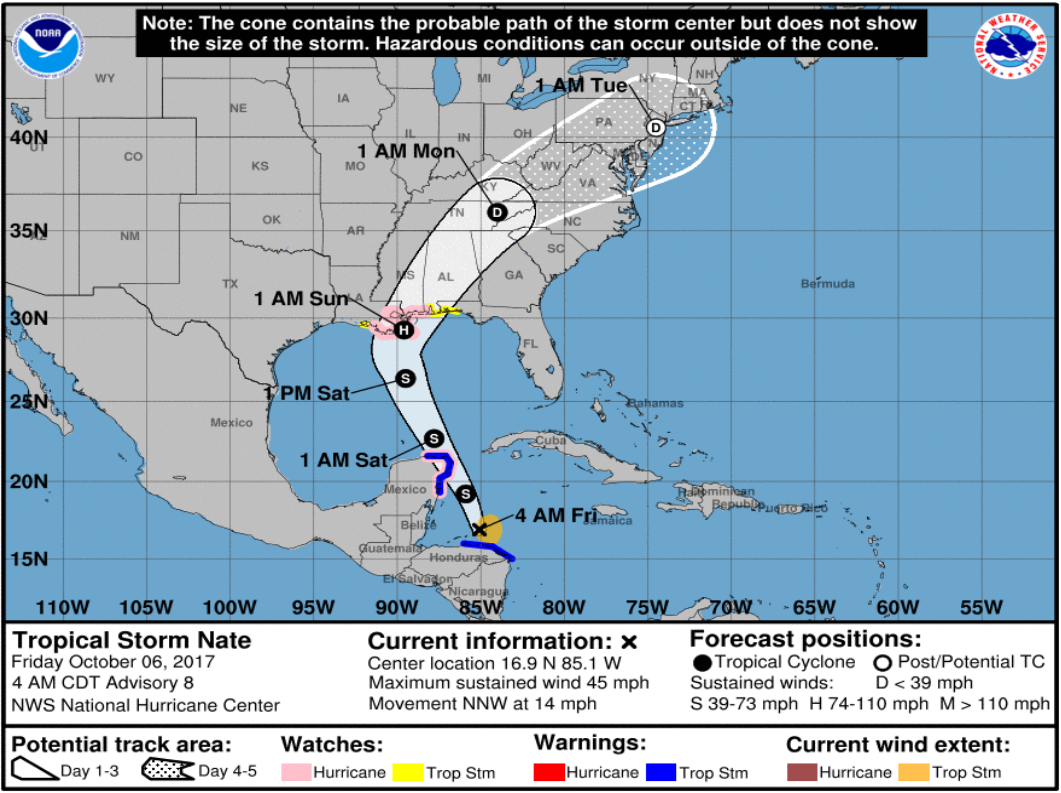 Note: The cone contains the probable path of the storm center but does not show
the size of the storm. Hazardous conditions can occur outside of the cone.
NOAA
NATIONAL WEATHER SERVICE
WY
NE
IA
MI
NY
NH
MA
CT
RI
1 AM Tue
40N
UT
CO
KS
MO
IL
IN
OH
PA
NJ
MD
DE
D
1 AM Mon
KY
WV
VA
35N
AZ
NM
OK
AR
TN
D
NC
SC
TX
LA
MS
AL
GA
Bermuda
1 AM Sun
30N
H
FL
1 PM Sat
S
25N
Mexico
Bahamas
1 AM Sat
S
Cuba
20N
Mexico
S
Haiti
Dominican
Republic
Puerto Rico
4 AM Fri
Jamaica
Belize
Guatemala
Honduras
15N
El Salvador
Nicaragua
110W 105W 100W 95W 90W 85W 80W 75W 70W 65W 60W 55W
Tropical Storm Nate
Friday October 06, 2017
4 AM CDT Advisory 8
NWS National Hurricane Center
Current information: ×
Center location 16.9 N 85.1 W
Maximum sustained wind 45 mph
Movement NNW at 14 mph
Forecast positions:
Tropical Cyclone Post/Potential TC
Sustained winds: D < 39 mph
S 39-73 mph H 74-110 mph M > 110 mph
Potential track area:
Day 1-3 Day 4-5
Watches:
Hurricane Trop Stm
Warnings:
Hurricane Trop Stm
Current wind extent:
Hurricane Trop Stm